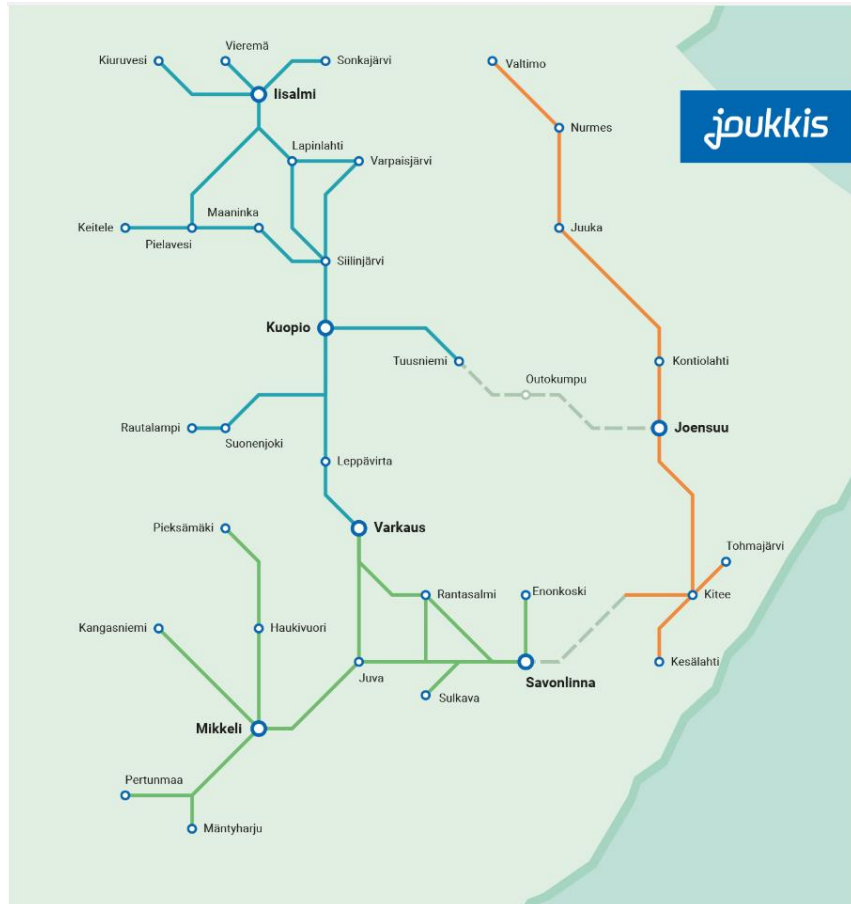 Vieremä
Kiuruvesi
Sonkajärvi
Valtimo
Iisalmi
joukkis
Nurmes
Lapinlahti
Varpaisjärvi
Maaninka
Keitele
Juuka
Pielavesi
Siilinjärvi
Kuopio
Tuusniemi
Kontiolahti
Outokumpu
Rautalampi
Joensuu
Suonenjoki
Leppävirta
Pieksämäki
Varkaus
Tohmajärvi
Rantasalmi
Enonkoski
Kitee
Kangasniemi
Haukivuori
Kesälahti
Juva
Savonlinna
Sulkava
Mikkeli
Pertunmaa
Mäntyharju